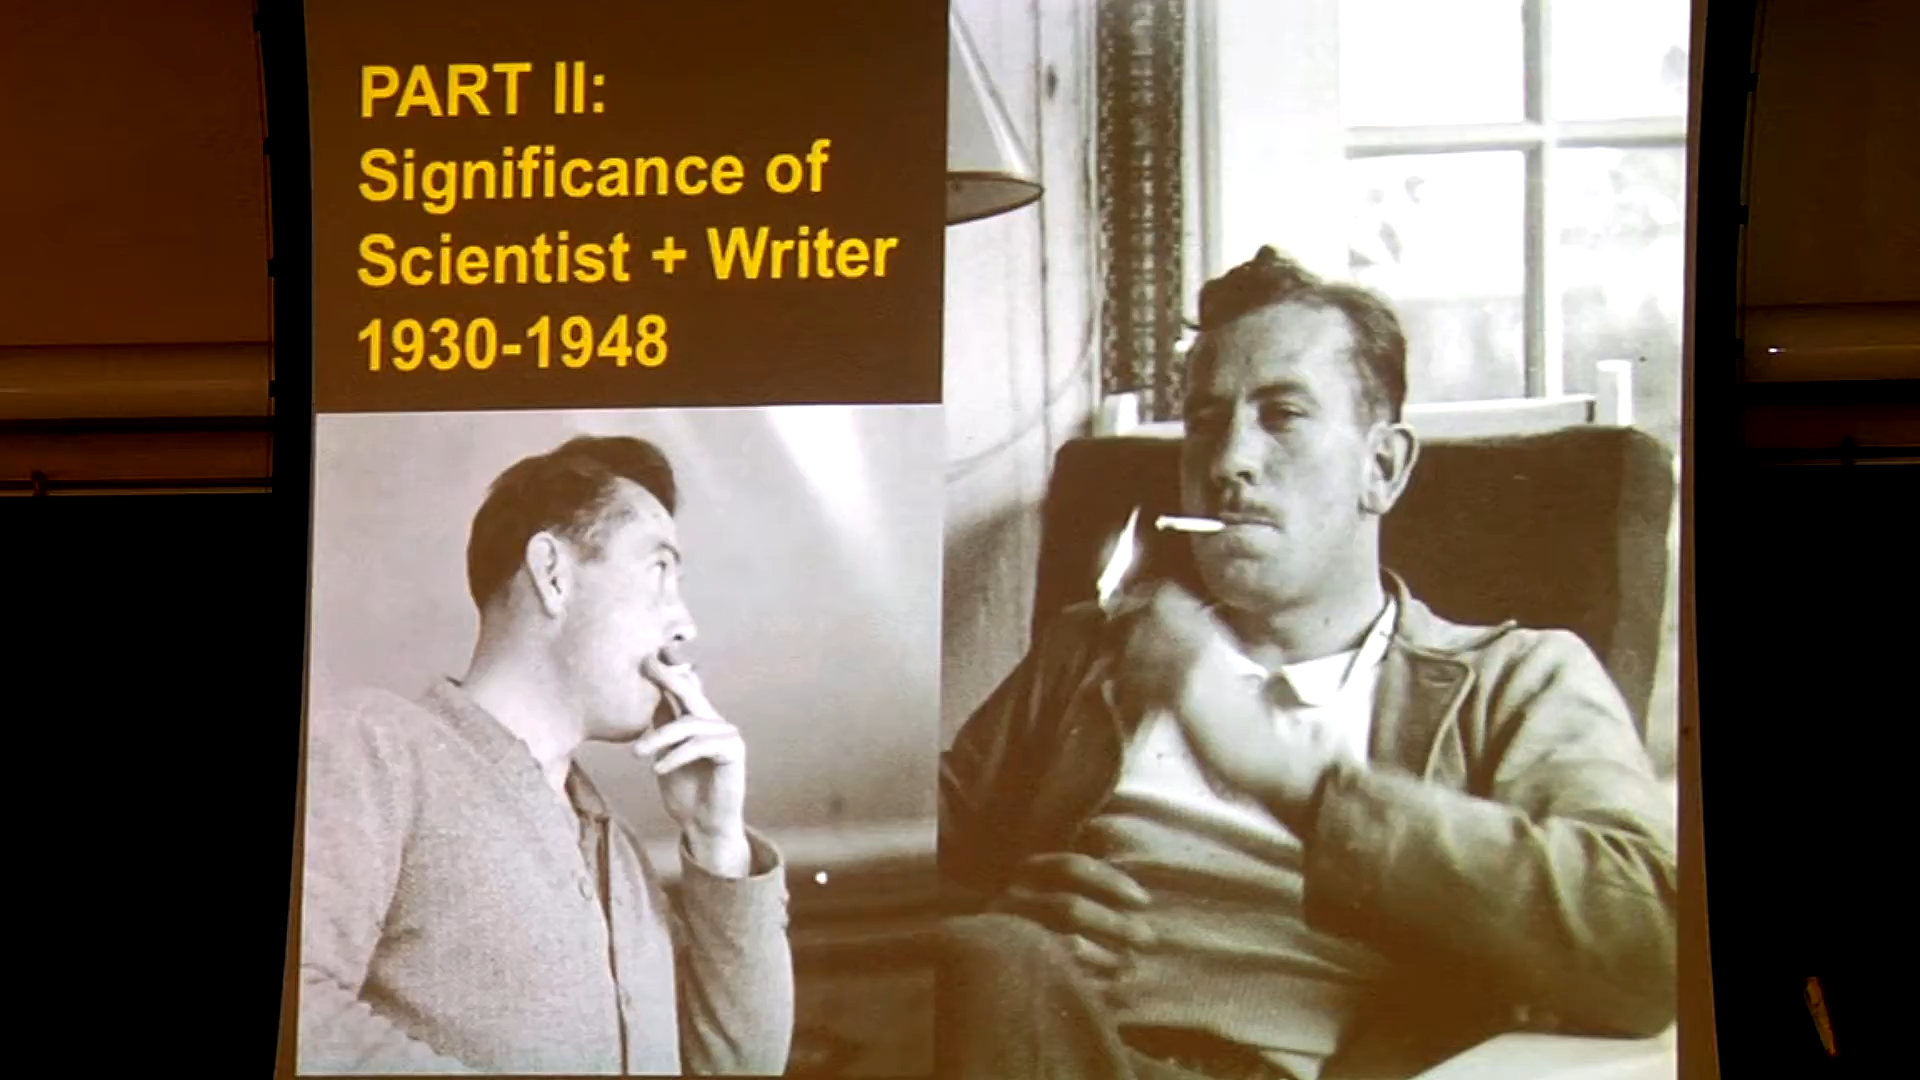 PART II:
Significance of
Scientist + Writer
1930-1948